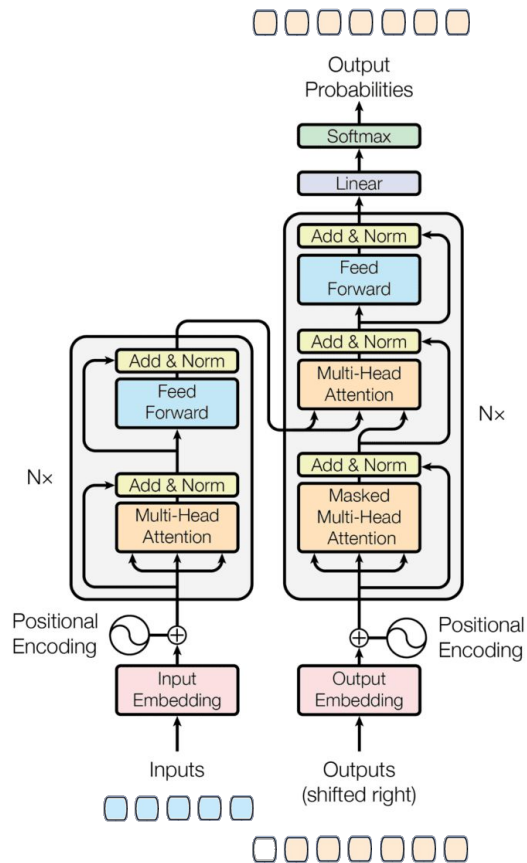 Output
Probabilities
Softmax
Linear
Add & Norm
Feed
Forward
Add & Norm
Multi-Head
Attention
Add & Norm
Masked
Multi-Head
Attention
N×
Positional
Encoding
Output
Embedding
Outputs
(shifted right)
Add & Norm
Feed
Forward
Add & Norm
Multi-Head
Attention
N×
Positional
Encoding
Input
Embedding
Inputs